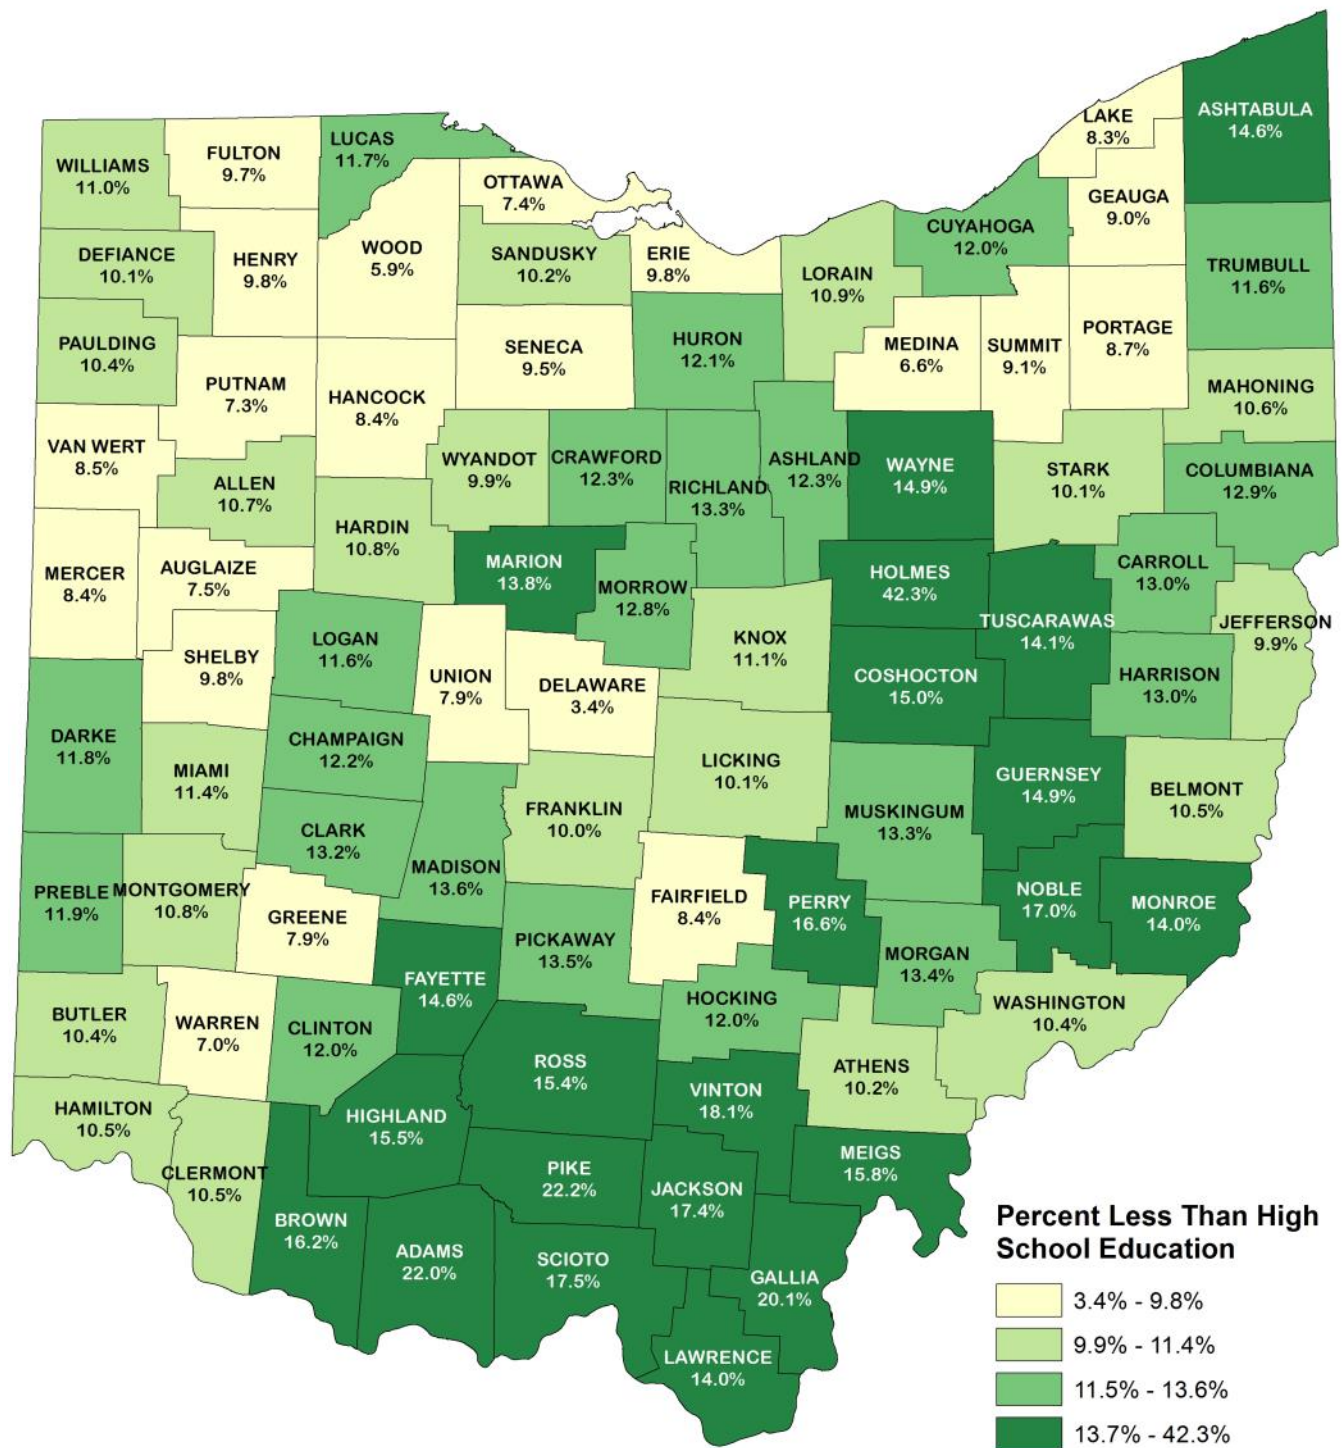 LAKE
8.3%
ASHTABULA
14.6%
WILLIAMS
11.0%
FULTON
9.7%
LUCAS
11.7%
OTTAWA
7.4%
GEAUGA
9.0%
CUYAHOGA
12.0%
DEFIANCE
10.1%
HENRY
9.8%
WOOD
5.9%
SANDUSKY
10.2%
ERIE
9.8%
LORAIN
10.9%
TRUMBULL
11.6%
PAULDING
10.4%
PUTNAM
7.3%
HANCOCK
8.4%
SENECA
9.5%
HURON
12.1%
MEDINA
6.6%
SUMMIT
9.1%
PORTAGE
8.7%
MAHONING
10.6%
VAN WERT
8.5%
ALLEN
10.7%
WYANDOT
9.9%
CRAWFORD
12.3%
RICHLAND
13.3%
ASHLAND
12.3%
WAYNE
14.9%
STARK
10.1%
COLUMBIANA
12.9%
HARDIN
10.8%
MERCER
8.4%
AUGLAIZE
7.5%
MARION
13.8%
MORROW
12.8%
HOLMES
42.3%
TUSCARAWAS
14.1%
CARROLL
13.0%
JEFFERSON
9.9%
SHELBY
9.8%
LOGAN
11.6%
UNION
7.9%
DELAWARE
3.4%
KNOX
11.1%
COSHOCTON
15.0%
HARRISON
13.0%
DARKE
11.8%
MIAMI
11.4%
CHAMPAIGN
12.2%
LICKING
10.1%
GUERNSEY
14.9%
BELMONT
10.5%
CLARK
13.2%
MADISON
13.6%
FRANKLIN
10.0%
MUSKINGUM
13.3%
PREBLE
11.9%
MONTGOMERY
10.8%
GREENE
7.9%
FAIRFIELD
8.4%
PERRY
16.6%
NOBLE
17.0%
MONROE
14.0%
FAYETTE
14.6%
PICKAWAY
13.5%
MORGAN
13.4%
HOCKING
12.0%
WASHINGTON
10.4%
BUTLER
10.4%
WARREN
7.0%
CLINTON
12.0%
ROSS
15.4%
ATHENS
10.2%
VINTON
18.1%
HAMILTON
10.5%
HIGHLAND
15.5%
MEIGS
15.8%
CLERMONT
10.5%
PIKE
22.2%
JACKSON
17.4%
BROWN
16.2%
ADAMS
22.0%
SCIOTO
17.5%
GALLIA
20.1%
LAWRENCE
14.0%
Percent Less Than High
School Education
3.4% - 9.8%
9.9% - 11.4%
11.5% - 13.6%
13.7% - 42.3%